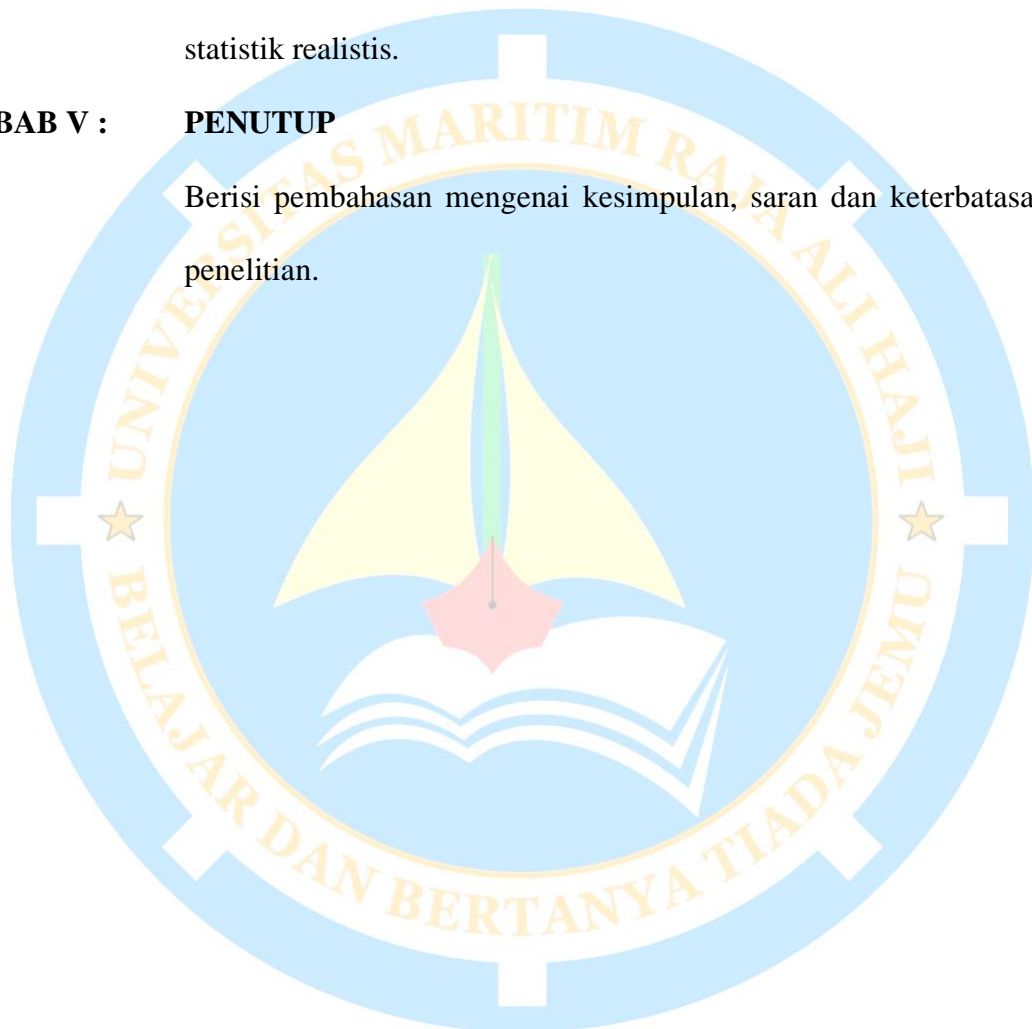 statistik realistis.
BAB V : PENUTUP
Berisi pembahasan mengenai kesimpulan, saran dan keterbatasa
penelitian.
UNIVERSITAS MARITIM RAJA ALI HAJI
BELAJAR DAN BERTANYA TIADA JEMU